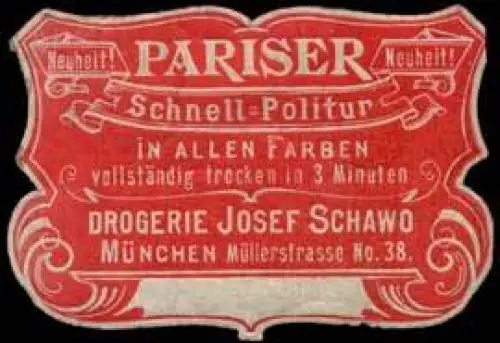 Neuheit! PARISER Neuheit!
Schnell=Politur
IN ALLEN FARBEN
vollständig trocken in 3 Minuten
DROGERIE JOSEF SCHAWO
MÜNCHEN Müllerstrasse No. 38.